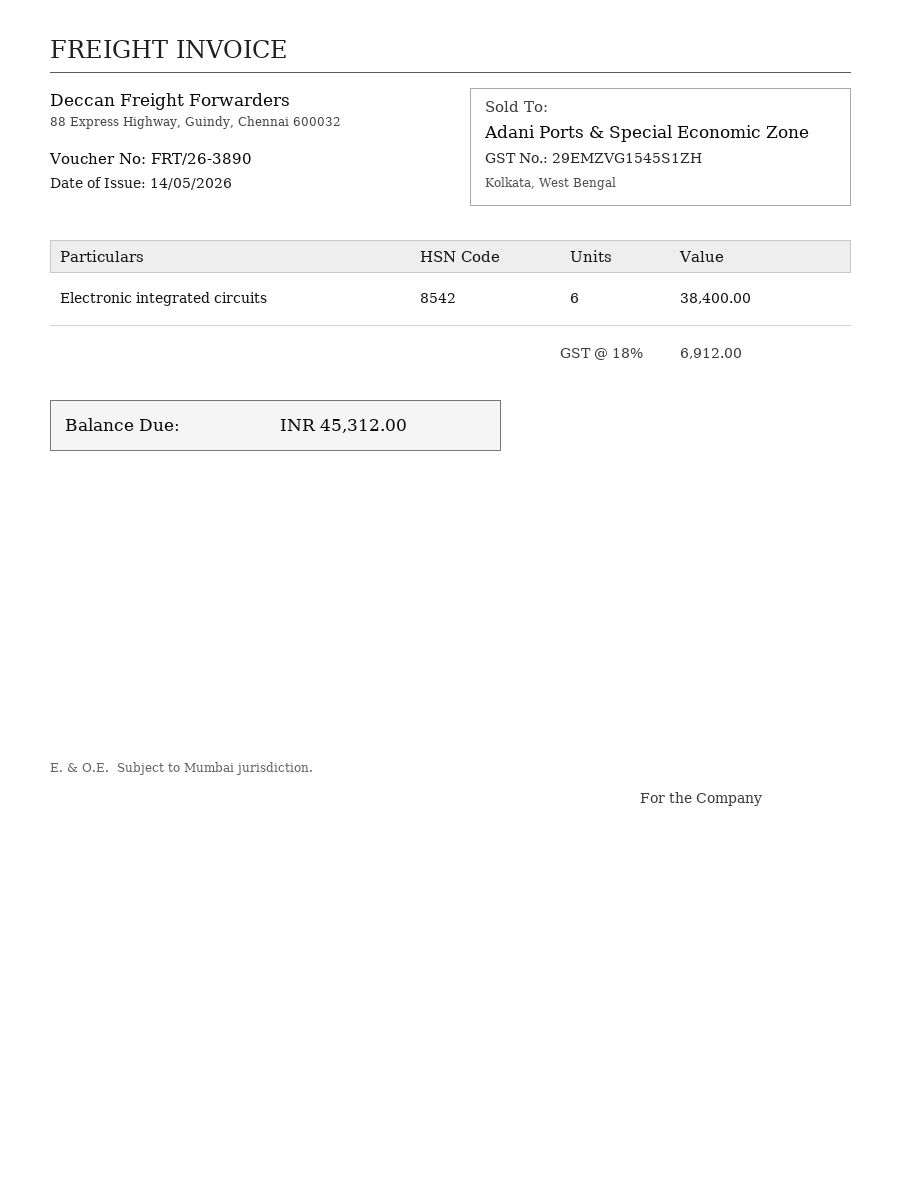 FREIGHT INVOICE
Deccan Freight Forwarders
88 Express Highway, Guindy, Chennai 600032
Voucher No: FRT/26-3890
Date of Issue: 14/05/2026
Sold To:
Adani Ports & Special Economic Zone
GST No.: 29EMZVG1545S1ZH
Kolkata, West Bengal
Particulars HSN Code Units Value
Electronic integrated circuits 8542 6 38,400.00
GST @ 18% 6,912.00
Balance Due: INR 45,312.00
E. & O.E. Subject to Mumbai jurisdiction.
For the Company